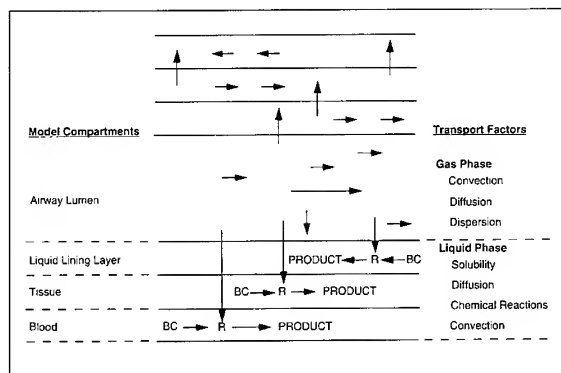 Model Compartments
Transport Factors
Gas Phase
Convection
Airway Lumen
Diffusion
Dispersion
Liquid Phase
Liquid Lining Layer
PRODUCT R BC
Solubility
Tissue
BC R PRODUCT
Diffusion
Chemical Reactions
Blood
BC R PRODUCT
Convection